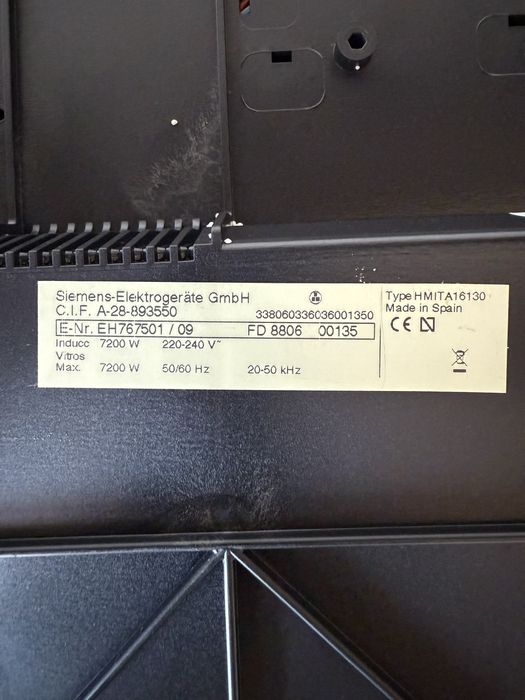 Siemens-Elektrogeräte GmbH
C.I.F. A-28-893550
338060336036001350
E-Nr. EH767501 / 09 FD 8806 00135
Inducc 7200 W 220-240 V~
Vitros
Max. 7200 W 50/60 Hz 20-50 kHz
Type HMITA16130
Made in Spain
CE N